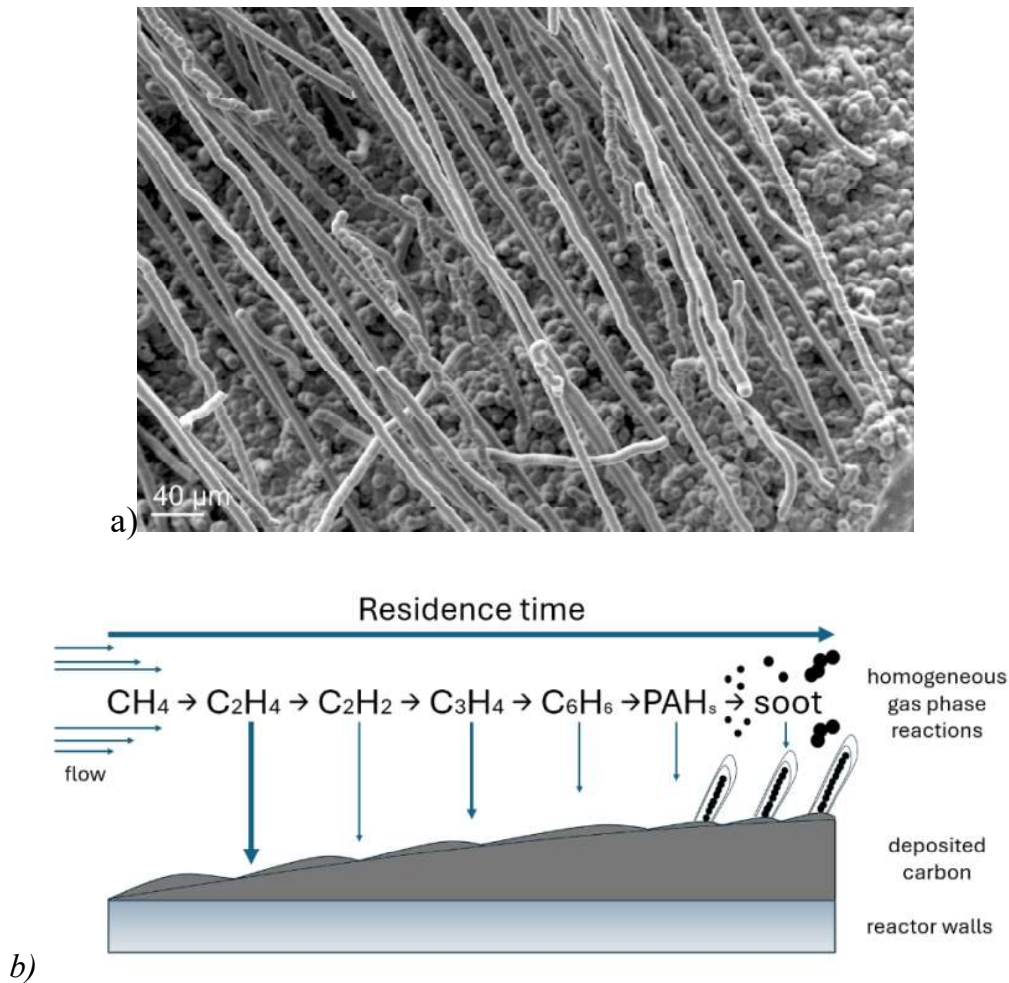 40 µm
a)
Residence time
CH₄ → C₂H₄ → C₂H₂ → C₃H₄ → C₆H₆ → PAHₛ → soot
homogeneous
gas phase
reactions
flow
deposited
carbon
reactor walls
b)